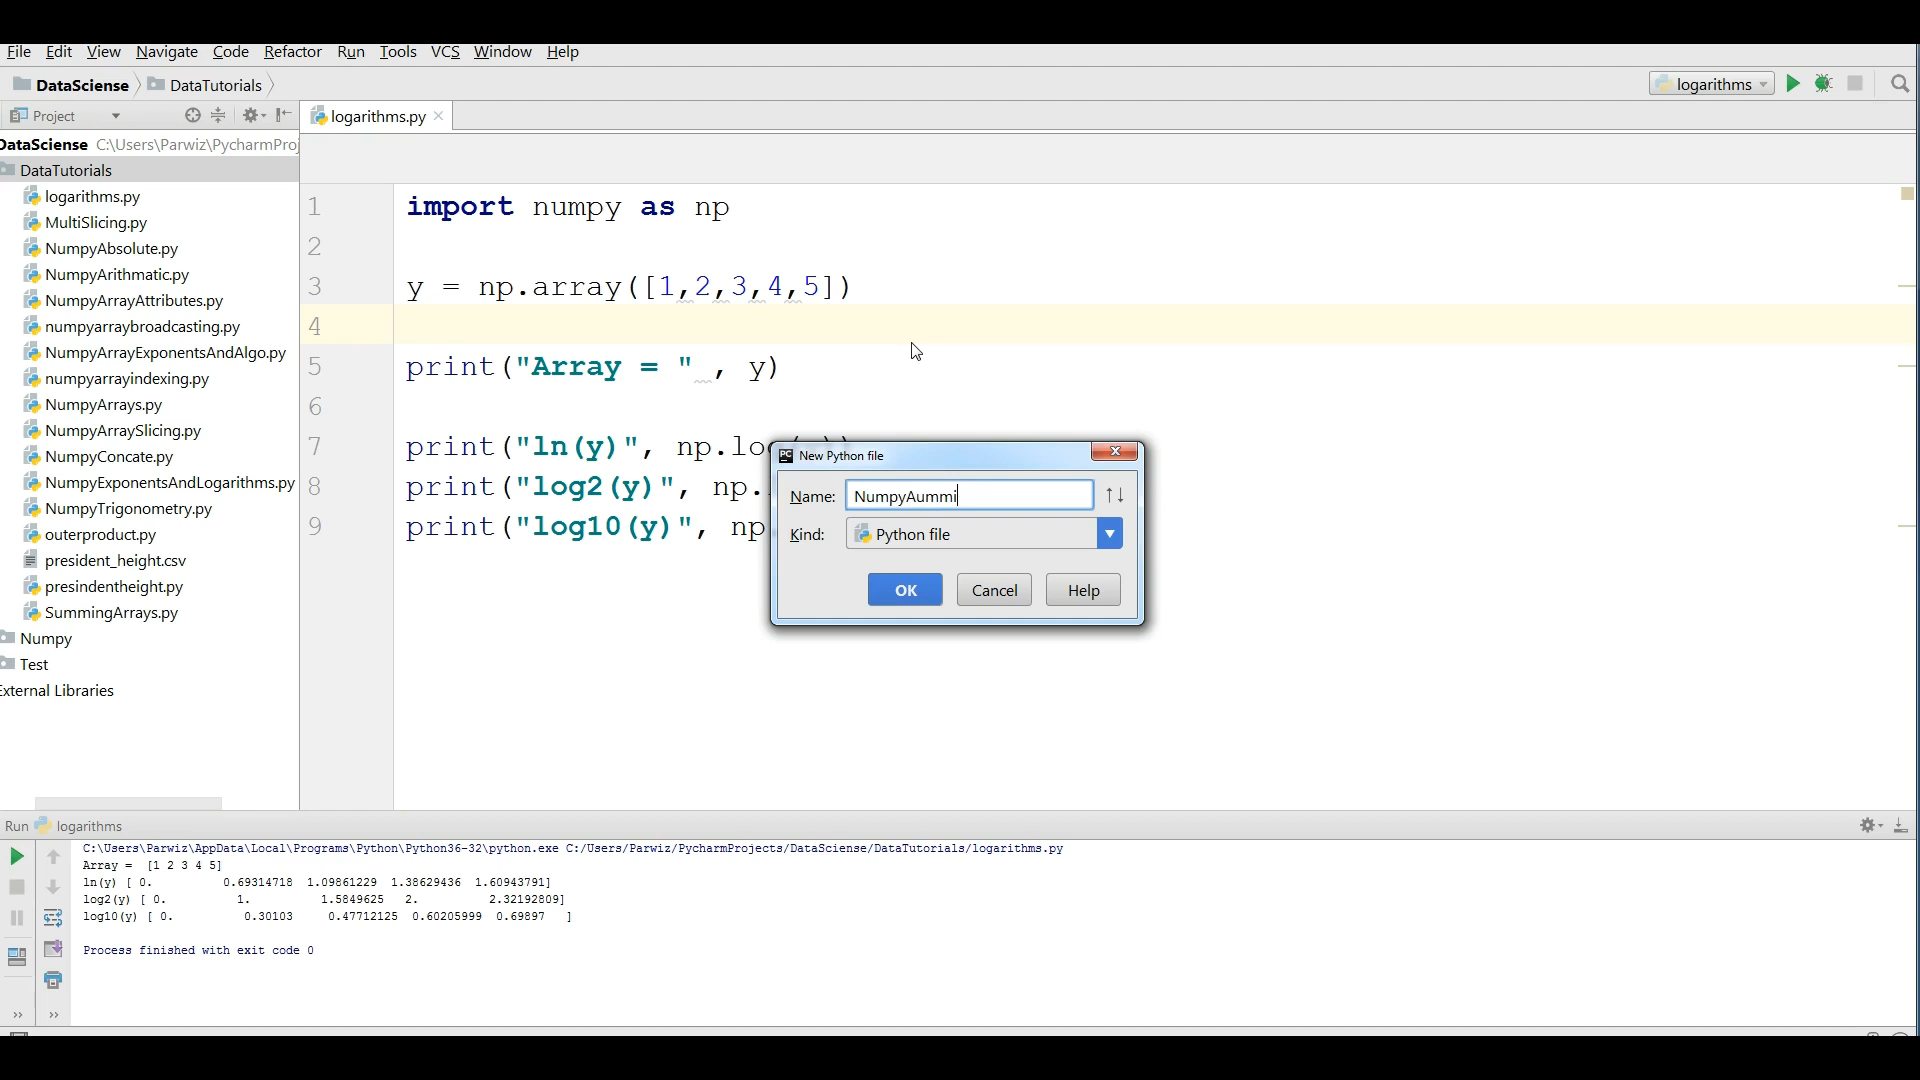 File Edit View Navigate Code Refactor Run Tools VCS Window Help
DataSciense DataTutorials logarithms
Project logarithms.py
DataSciense C:\Users\Parwiz\PycharmProj
DataTutorials
logarithms.py
MultiSlicing.py
NumpyAbsolute.py
NumpyArithmatic.py
NumpyArrayAttributes.py
numpyarraybroadcasting.py
NumpyArrayExponentsAndAlgo.py
numpyarrayindexing.py
NumpyArrays.py
NumpyArraySlicing.py
NumpyConcate.py
NumpyExponentsAndLogarithms.py
NumpyTrigonometry.py
outerproduct.py
president_height.csv
presindentheight.py
SummingArrays.py
Numpy
Test
External Libraries
1 import numpy as np
2
3 y = np.array([1,2,3,4,5])
4
5 print("Array = " , y)
6
7 print("ln(y)", np.log(y))
8 print("log2(y)", np.
9 print("log10(y)", np
New Python file
Name: NumpyAummi
Kind: Python file
OK Cancel Help
Run logarithms
C:\Users\Parwiz\AppData\Local\Programs\Python\Python36-32\python.exe C:/Users/Parwiz/PycharmProjects/DataSciense/DataTutorials/logarithms.py
Array = [1 2 3 4 5]
ln(y) [ 0. 0.69314718 1.09861229 1.38629436 1.60943791]
log2(y) [ 0. 1. 1.5849625 2. 2.32192809]
log10(y) [ 0. 0.30103 0.47712125 0.60205999 0.69897 ]
Process finished with exit code 0